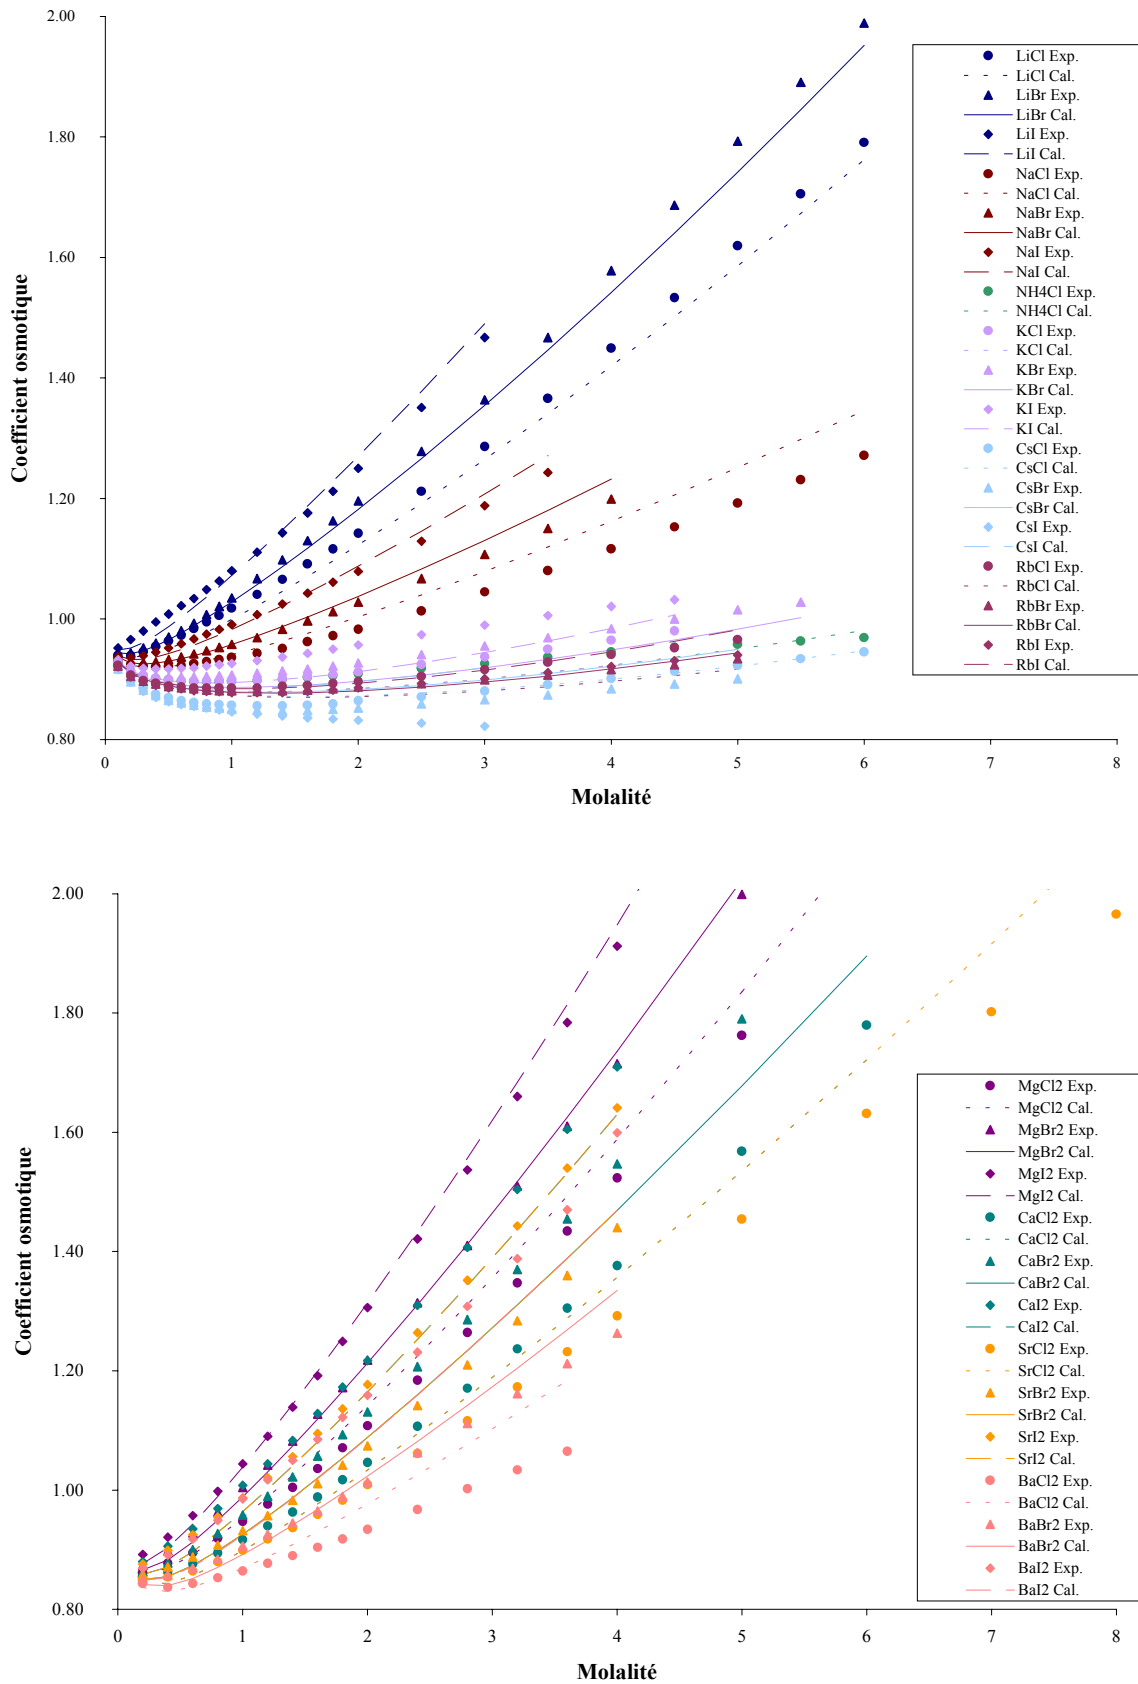 2.00
1.80
1.60
1.40
1.20
1.00
0.80
Coefficient osmotique
0 1 2 3 4 5 6 7 8
Molalité
LiCl Exp.
LiCl Cal.
LiBr Exp.
LiBr Cal.
LiI Exp.
LiI Cal.
NaCl Exp.
NaCl Cal.
NaBr Exp.
NaBr Cal.
NaI Exp.
NaI Cal.
NH4Cl Exp.
NH4Cl Cal.
KCl Exp.
KCl Cal.
KBr Exp.
KBr Cal.
KI Exp.
KI Cal.
CsCl Exp.
CsCl Cal.
CsBr Exp.
CsBr Cal.
CsI Exp.
CsI Cal.
RbCl Exp.
RbCl Cal.
RbBr Exp.
RbBr Cal.
RbI Exp.
RbI Cal.
2.00
1.80
1.60
1.40
1.20
1.00
0.80
Coefficient osmotique
0 1 2 3 4 5 6 7 8
Molalité
MgCl2 Exp.
MgCl2 Cal.
MgBr2 Exp.
MgBr2 Cal.
MgI2 Exp.
MgI2 Cal.
CaCl2 Exp.
CaCl2 Cal.
CaBr2 Exp.
CaBr2 Cal.
CaI2 Exp.
CaI2 Cal.
SrCl2 Exp.
SrCl2 Cal.
SrBr2 Exp.
SrBr2 Cal.
SrI2 Exp.
SrI2 Cal.
BaCl2 Exp.
BaCl2 Cal.
BaBr2 Exp.
BaBr2 Cal.
BaI2 Exp.
BaI2 Cal.